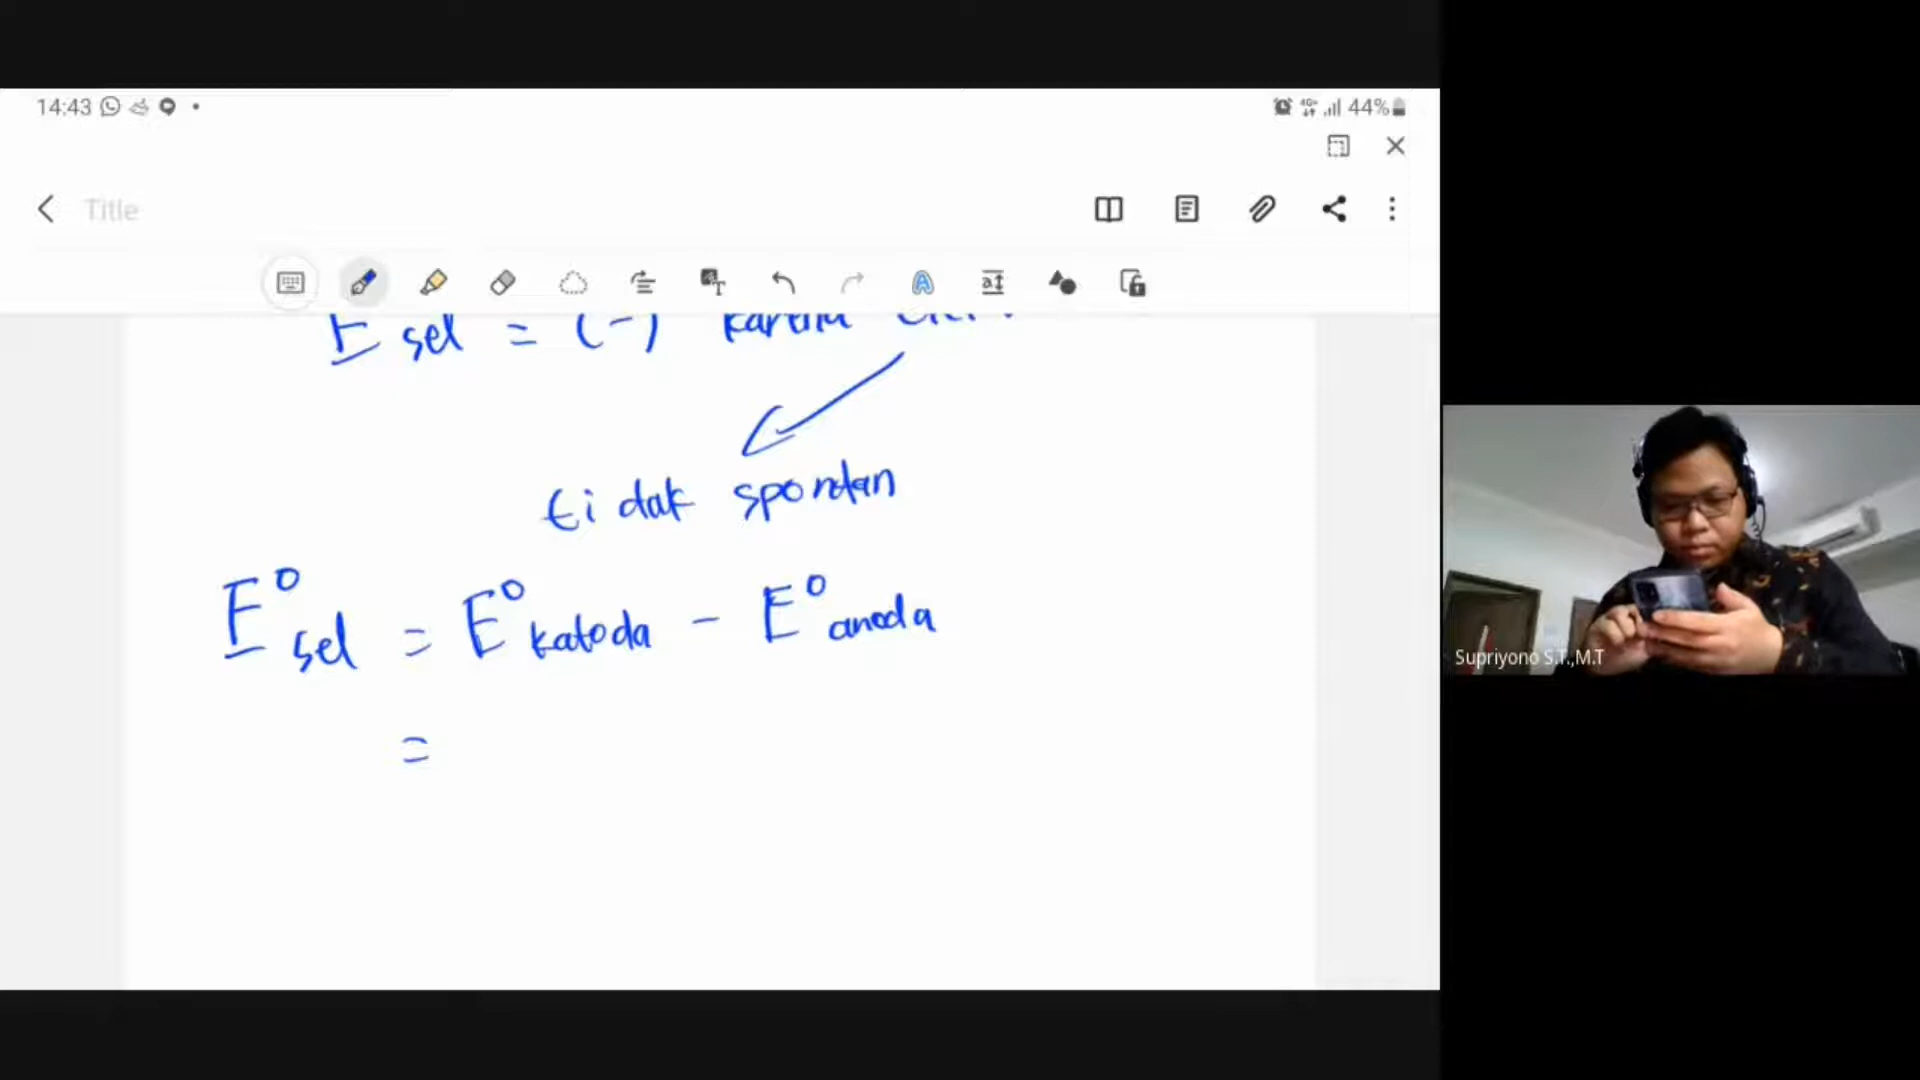 14:43
44%
Title
E sel = (-) karena
tidak spontan
E° sel = E° katoda - E° anoda
=
Supriyono S.T.,M.T